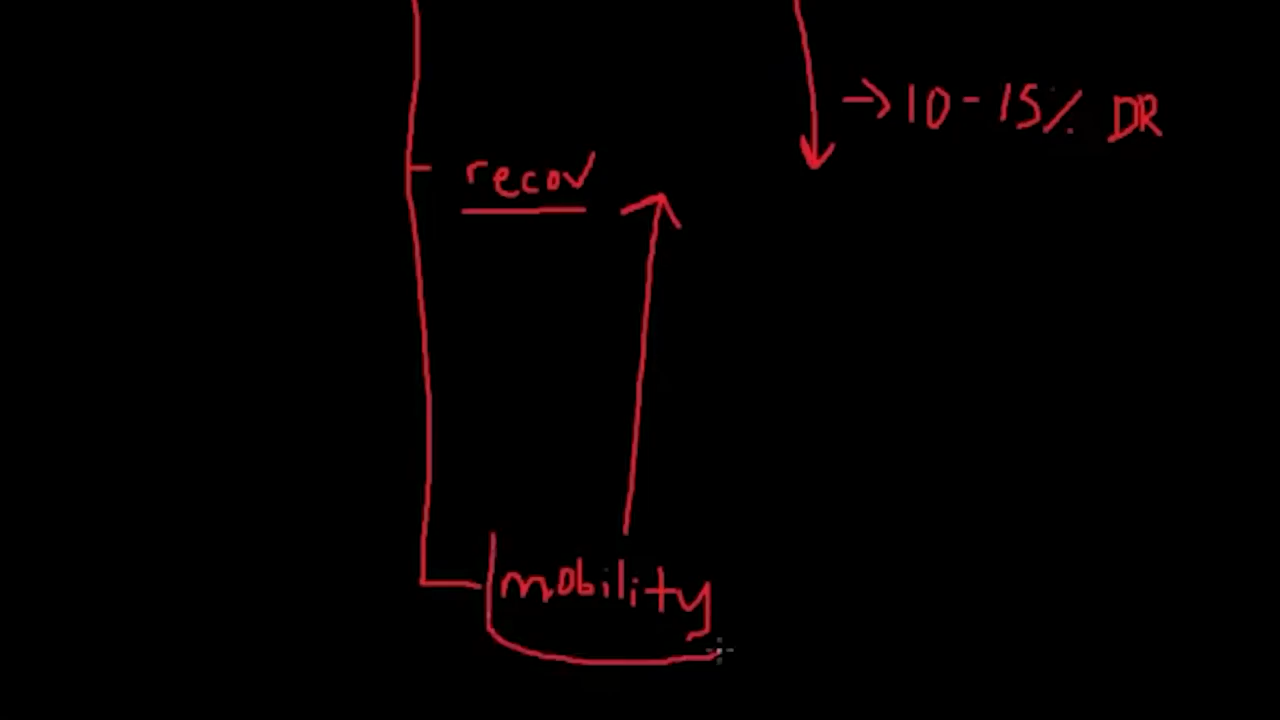 → 10-15% DR
recov
mobility